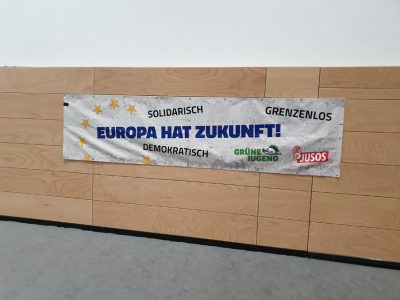 SOLIDARISCH
GRENZENLOS
EUROPA HAT ZUKUNFT!
DEMOKRATISCH
GRÜNE
JUGEND
JUSOS